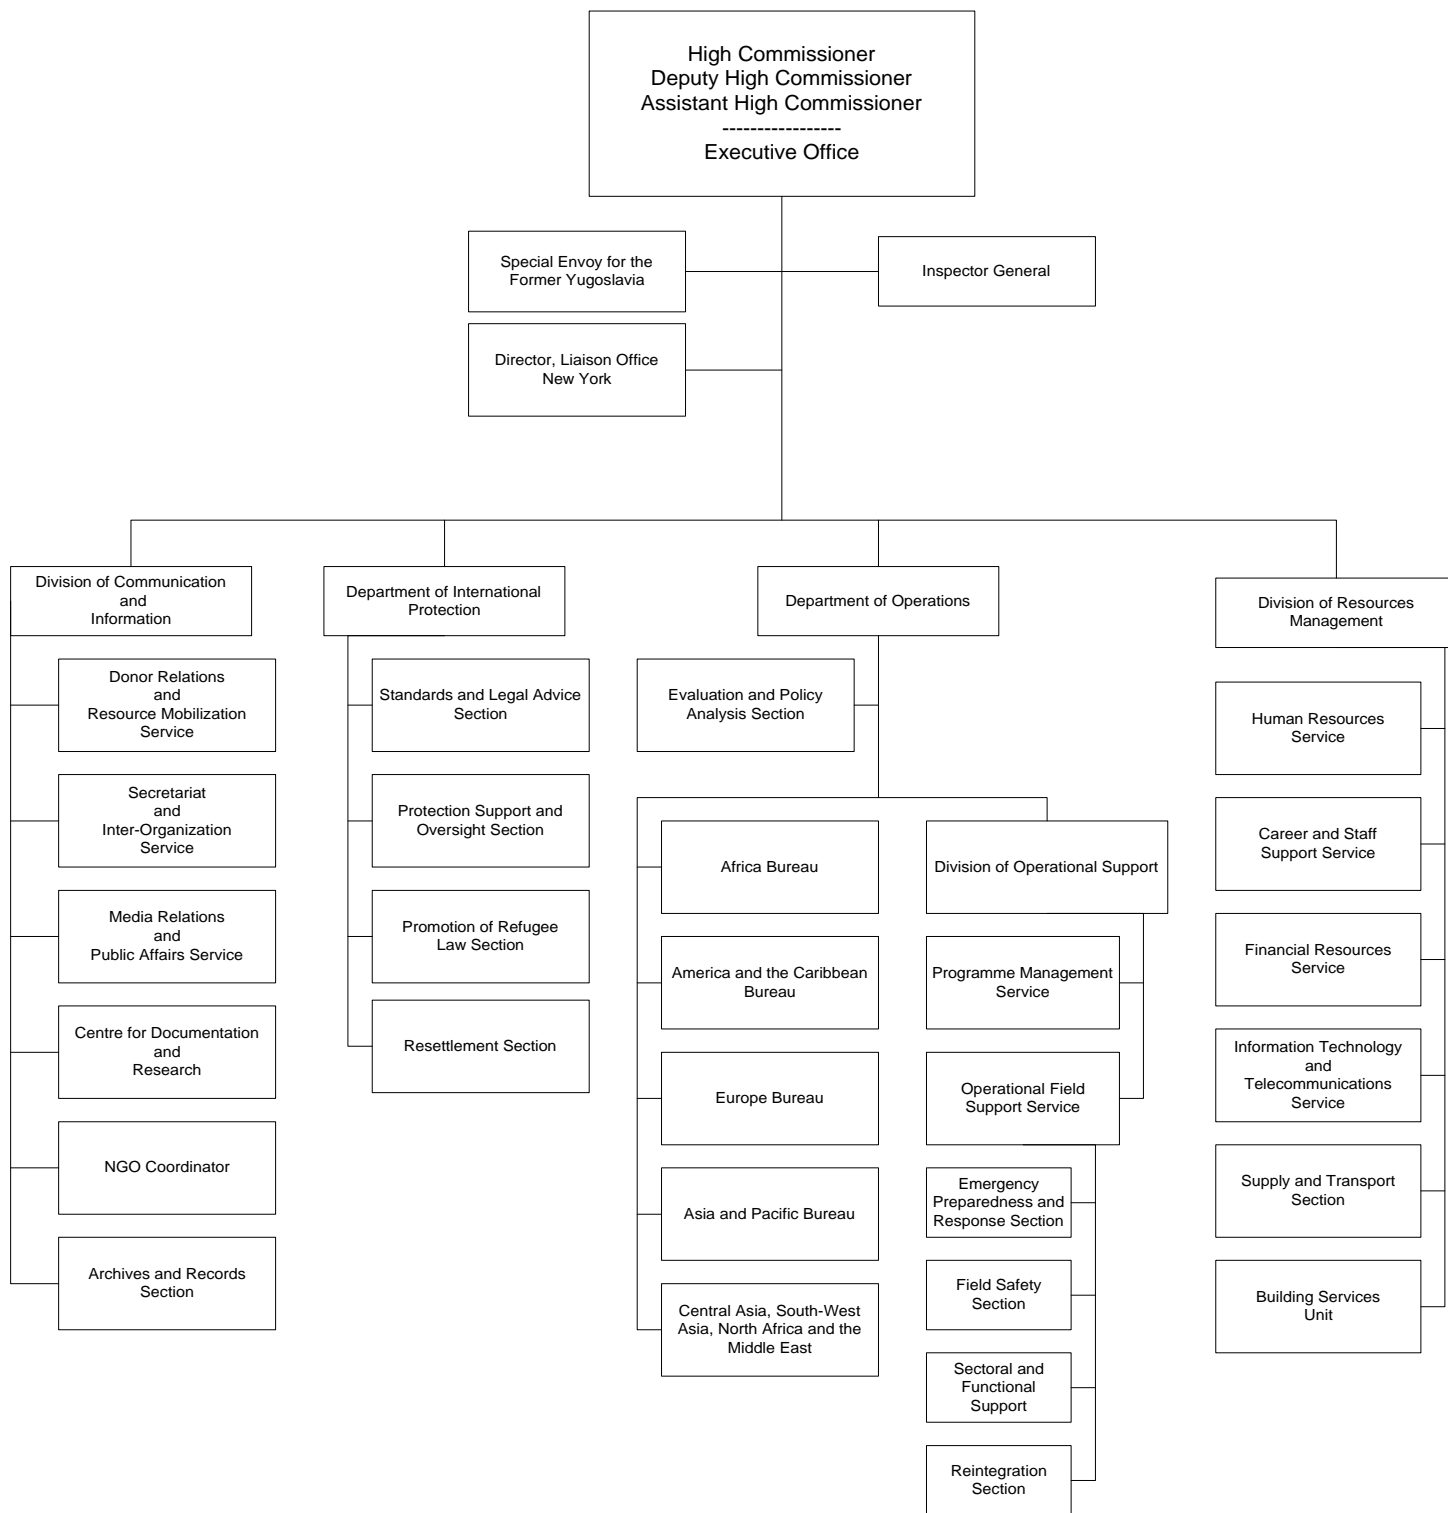 High Commissioner
Deputy High Commissioner
Assistant High Commissioner
-----------------
Executive Office
Special Envoy for the
Former Yugoslavia
Inspector General
Director, Liaison Office
New York
Division of Communication
and
Information
Department of International
Protection
Department of Operations
Division of Resources
Management
Donor Relations
and
Resource Mobilization
Service
Secretariat
and
Inter-Organization
Service
Media Relations
and
Public Affairs Service
Centre for Documentation
and
Research
NGO Coordinator
Archives and Records
Section
Standards and Legal Advice
Section
Protection Support and
Oversight Section
Promotion of Refugee
Law Section
Resettlement Section
Evaluation and Policy
Analysis Section
Africa Bureau
America and the Caribbean
Bureau
Europe Bureau
Asia and Pacific Bureau
Central Asia, South-West
Asia, North Africa and the
Middle East
Division of Operational Support
Programme Management
Service
Operational Field
Support Service
Emergency
Preparedness and
Response Section
Field Safety
Section
Sectoral and
Functional
Support
Reintegration
Section
Human Resources
Service
Career and Staff
Support Service
Financial Resources
Service
Information Technology
and
Telecommunications
Service
Supply and Transport
Section
Building Services
Unit